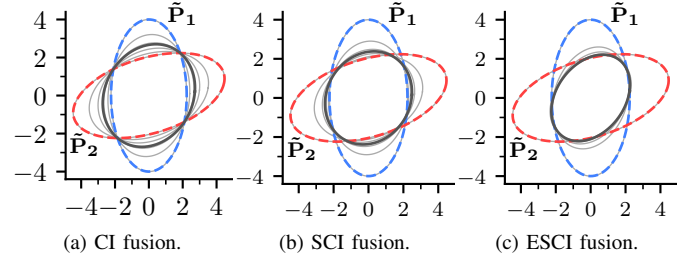 P̃₁ P̃₁ P̃₁
4 4 4
2 2 2
0 0 0
−2 −2 −2
P̃₂ P̃₂ P̃₂
−4 −4 −4
−4 −2 0 2 4 −4 −2 0 2 4 −4 −2 0 2 4
(a) CI fusion. (b) SCI fusion. (c) ESCI fusion.